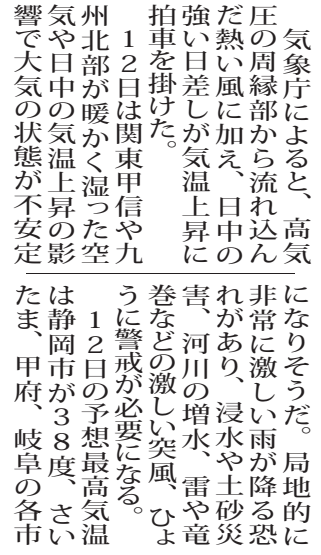 気象庁によると、高気
圧の周縁部から流れ込ん
だ熱い風に加え、日中の
強い日差しが気温上昇に
拍車を掛けた。
　１２日は関東甲信や九
州北部が暖かく湿った空
気や日中の気温上昇の影
響で大気の状態が不安定
になりそうだ。局地的に
非常に激しい雨が降る恐
れがあり、浸水や土砂災
害、河川の増水、雷や竜
巻などの激しい突風、ひょ
うに警戒が必要になる。
　１２日の予想最高気温
は静岡市が３８度、さい
たま、甲府、岐阜の各市